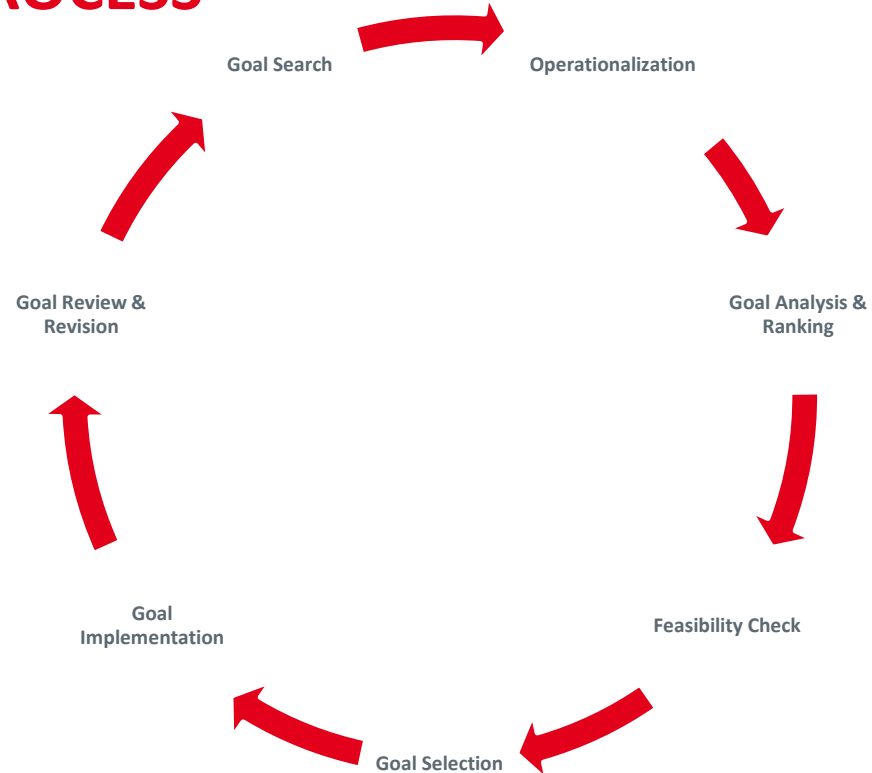 Goal Search
Operationalization
Goal Analysis &
Ranking
Feasibility Check
Goal Selection
Goal
Implementation
Goal Review &
Revision